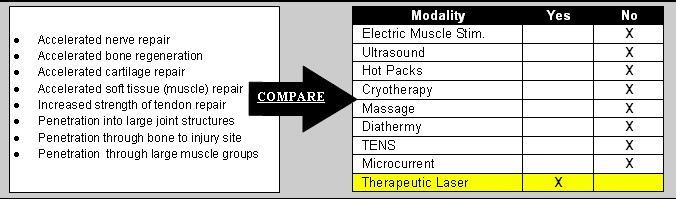 ● Accelerated nerve repair
● Accelerated bone regeneration
● Accelerated cartilage repair
● Accelerated soft tissue (muscle) repair
● Increased strength of tendon repair
● Penetration into large joint structures
● Penetration through bone to injury site
● Penetration through large muscle groups
COMPARE
Modality Yes No
Electric Muscle Stim. X
Ultrasound X
Hot Packs X
Cryotherapy X
Massage X
Diathermy X
TENS X
Microcurrent X
Therapeutic Laser X